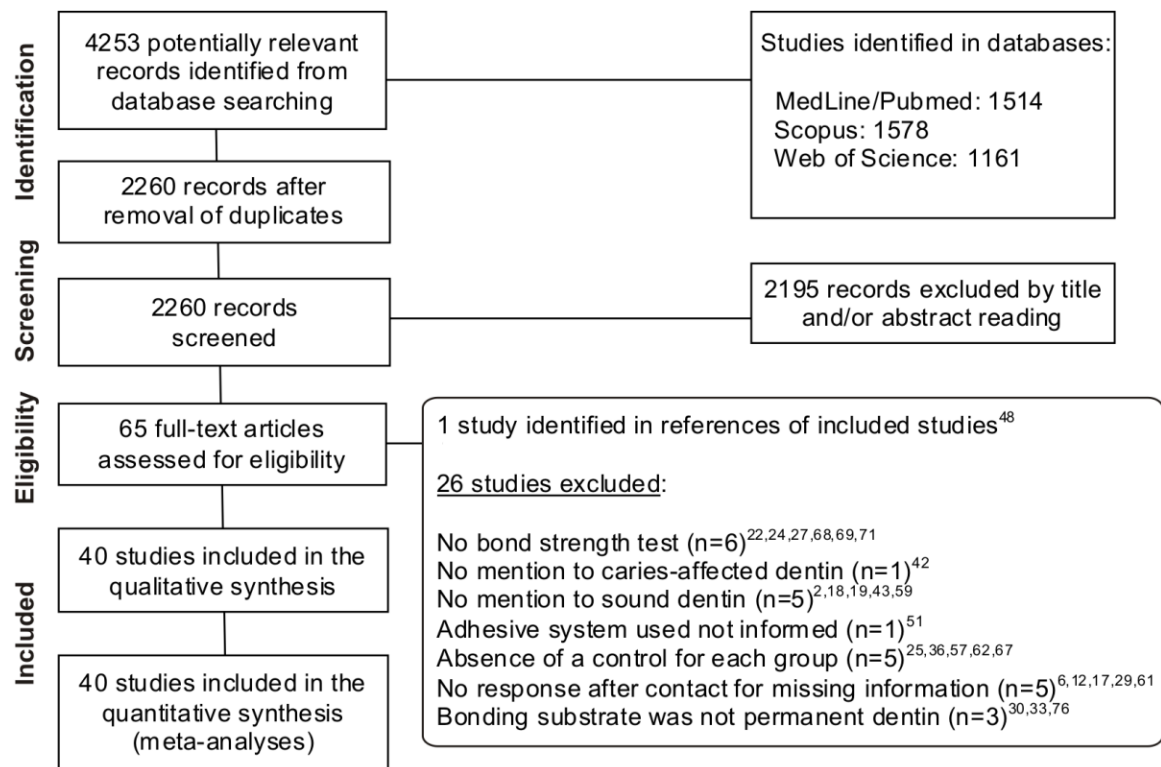 Identification
4253 potentially relevant
records identified from
database searching
Studies identified in databases:
MedLine/Pubmed: 1514
Scopus: 1578
Web of Science: 1161
2260 records after
removal of duplicates
Screening
2260 records
screened
2195 records excluded by title
and/or abstract reading
Eligibility
65 full-text articles
assessed for eligibility
1 study identified in references of included studies48
26 studies excluded:
No bond strength test (n=6)22,24,27,68,69,71
No mention to caries-affected dentin (n=1)42
No mention to sound dentin (n=5)2,18,19,43,59
Adhesive system used not informed (n=1)51
Absence of a control for each group (n=5)25,36,57,62,67
No response after contact for missing information (n=5)6,12,17,29,61
Bonding substrate was not permanent dentin (n=3)30,33,76
Included
40 studies included in the
qualitative synthesis
40 studies included in the
quantitative synthesis
(meta-analyses)